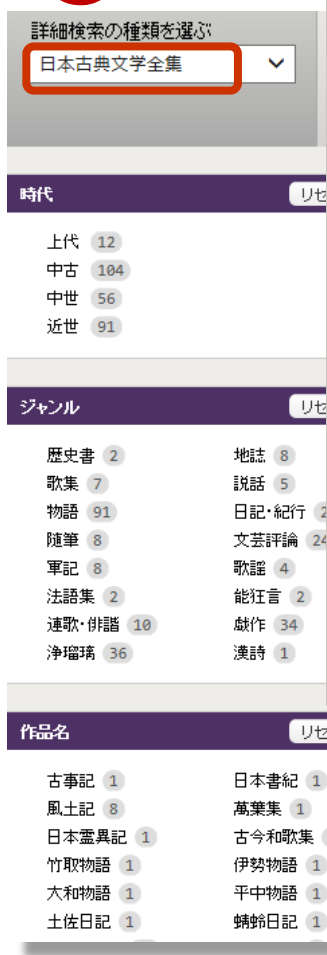 詳細検索の種類を選ぶ
日本古典文学全集
時代 リセ
上代 12
中古 104
中世 56
近世 91
ジャンル リセ
歴史書 2 地誌 8
歌集 7 説話 5
物語 91 日記・紀行 2
随筆 8 文芸評論 24
軍記 8 歌謡 4
法語集 2 能狂言 2
連歌・俳諧 10 戯作 34
浄瑠璃 36 漢詩 1
作品名 リセ
古事記 1 日本書紀 1
風土記 8 萬葉集 1
日本霊異記 1 古今和歌集
竹取物語 1 伊勢物語 1
大和物語 1 平中物語 1
土佐日記 1 蜻蛉日記 1